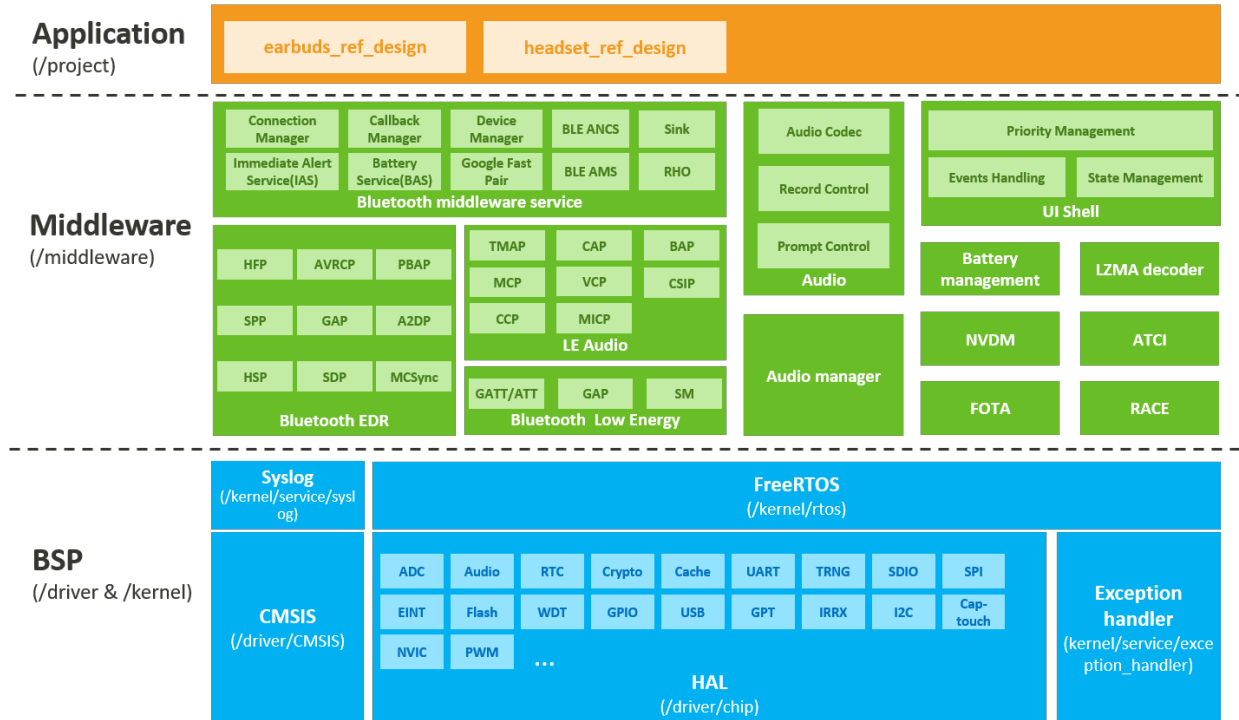 Application
(/project)
earbuds_ref_design
headset_ref_design
Middleware
(/middleware)
Connection
Manager
Callback
Manager
Device
Manager
BLE ANCS
Sink
Immediate Alert
Service(IAS)
Battery
Service(BAS)
Google Fast
Pair
BLE AMS
RHO
Bluetooth middleware service
HFP
AVRCP
PBAP
SPP
GAP
A2DP
HSP
SDP
MCSync
Bluetooth EDR
TMAP
CAP
BAP
MCP
VCP
CSIP
CCP
MICP
LE Audio
GATT/ATT
GAP
SM
Bluetooth Low Energy
Audio Codec
Record Control
Prompt Control
Audio
Audio manager
Priority Management
Events Handling
State Management
UI Shell
Battery
management
LZMA decoder
NVDM
ATCI
FOTA
RACE
BSP
(/driver & /kernel)
Syslog
(/kernel/service/sysl
og)
FreeRTOS
(/kernel/rtos)
CMSIS
(/driver/CMSIS)
ADC
Audio
RTC
Crypto
Cache
UART
TRNG
SDIO
SPI
EINT
Flash
WDT
GPIO
USB
GPT
IRRX
I2C
Cap-
touch
NVIC
PWM
...
HAL
(/driver/chip)
Exception
handler
(kernel/service/exce
ption_handler)